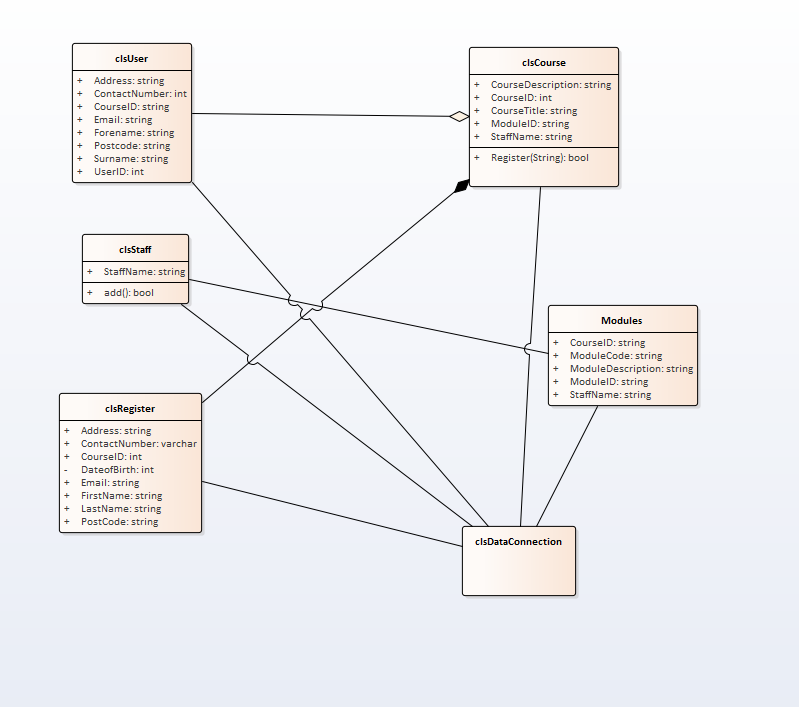 clsUser
+ Address: string
+ ContactNumber: int
+ CourseID: string
+ Email: string
+ Forename: string
+ Postcode: string
+ Surname: string
+ UserID: int
clsCourse
+ CourseDescription: string
+ CourseID: int
+ CourseTitle: string
+ ModuleID: string
+ StaffName: string
+ Register(String): bool
clsStaff
+ StaffName: string
+ add(): bool
Modules
+ CourseID: string
+ ModuleCode: string
+ ModuleDescription: string
+ ModuleID: string
+ StaffName: string
clsRegister
+ Address: string
+ ContactNumber: varchar
+ CourseID: int
- DateofBirth: int
+ Email: string
+ FirstName: string
+ LastName: string
+ PostCode: string
clsDataConnection